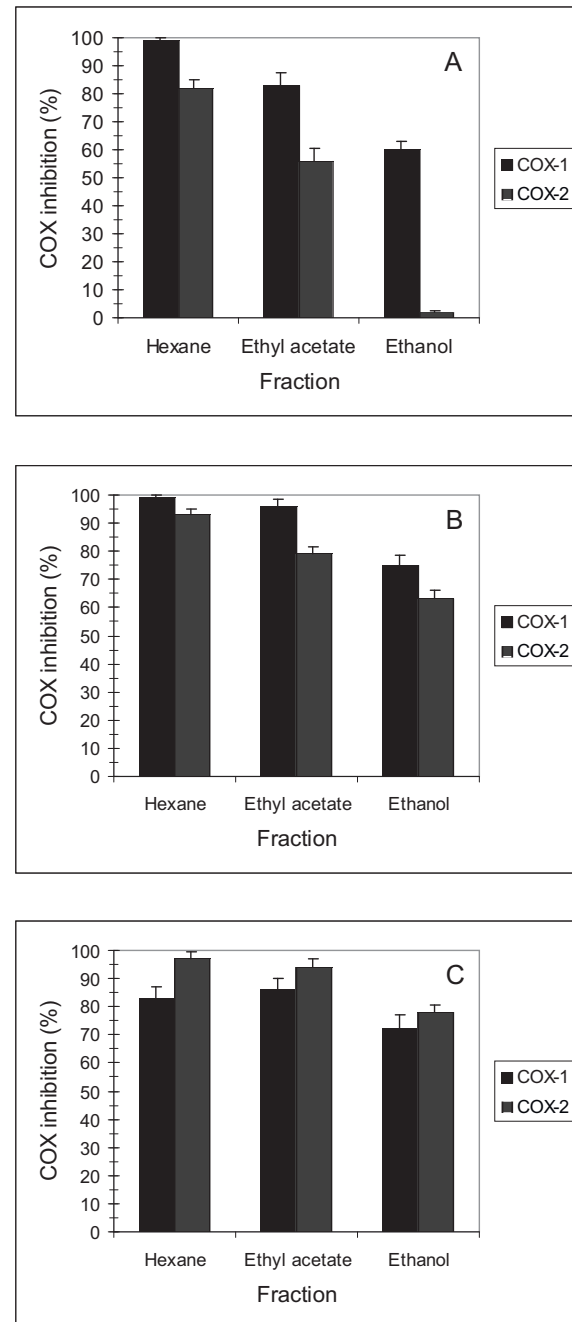 A
COX inhibition (%)
100
90
80
70
60
50
40
30
20
10
0
Hexane Ethyl acetate Ethanol
Fraction
COX-1
COX-2
B
COX inhibition (%)
100
90
80
70
60
50
40
30
20
10
0
Hexane Ethyl acetate Ethanol
Fraction
COX-1
COX-2
C
COX inhibition (%)
100
90
80
70
60
50
40
30
20
10
0
Hexane Ethyl acetate Ethanol
Fraction
COX-1
COX-2